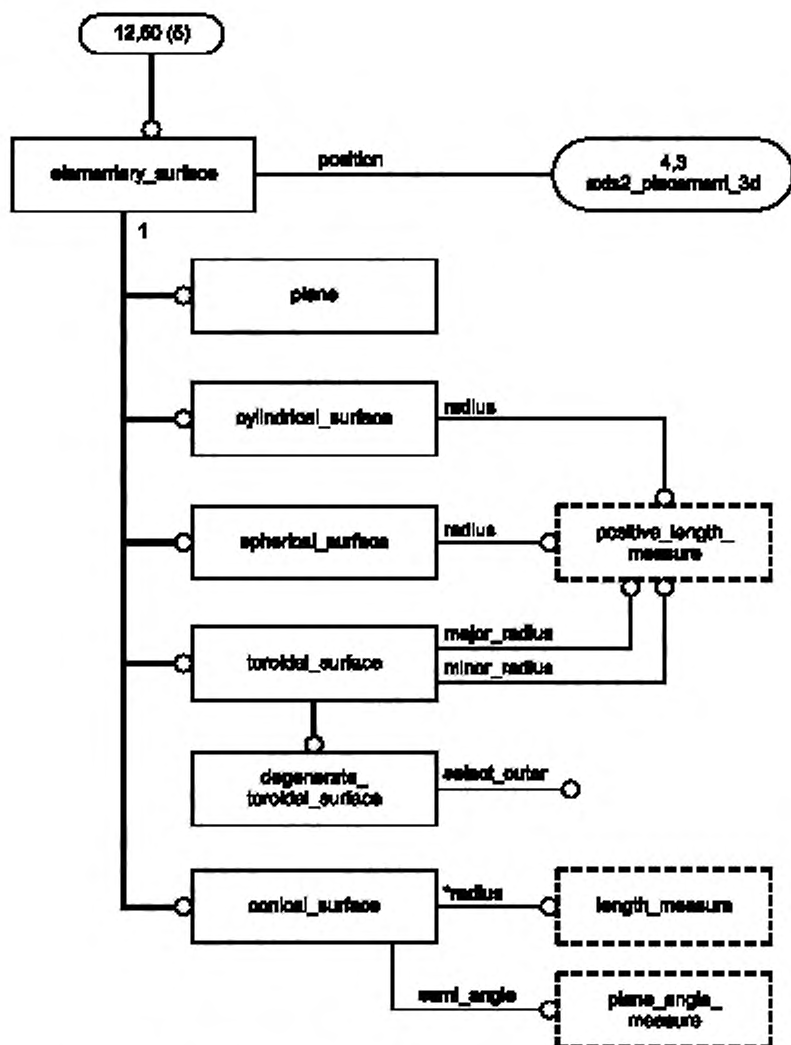 12,50 (5)
elementary_surface
position
4,3
axis2_placement_3d
1
plane
cylindrical_surface
radius
spherical_surface
radius
positive_length_
measure
toroidal_surface
major_radius
minor_radius
degenerate_
toroidal_surface
select_outer
conical_surface
*radius
length_measure
semi_angle
plane_angle_
measure